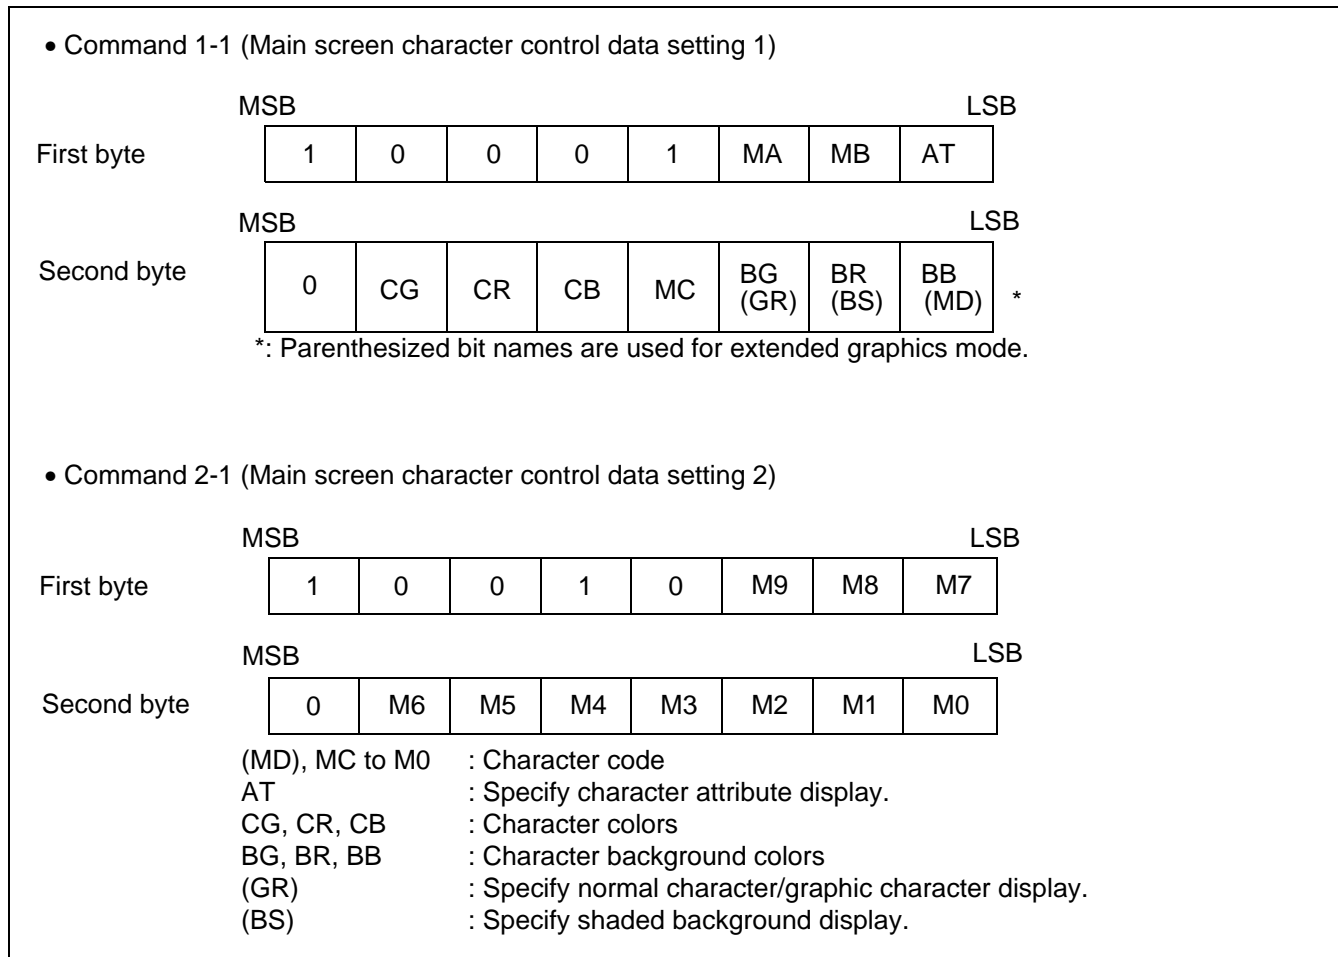 • Command 1-1 (Main screen character control data setting 1)
MSB LSB
First byte 1 0 0 0 1 MA MB AT
MSB LSB
Second byte 0 CG CR CB MC BG (GR) BR (BS) BB (MD) *
*: Parenthesized bit names are used for extended graphics mode.
• Command 2-1 (Main screen character control data setting 2)
MSB LSB
First byte 1 0 0 1 0 M9 M8 M7
MSB LSB
Second byte 0 M6 M5 M4 M3 M2 M1 M0
(MD), MC to M0 : Character code
AT : Specify character attribute display.
CG, CR, CB : Character colors
BG, BR, BB : Character background colors
(GR) : Specify normal character/graphic character display.
(BS) : Specify shaded background display.